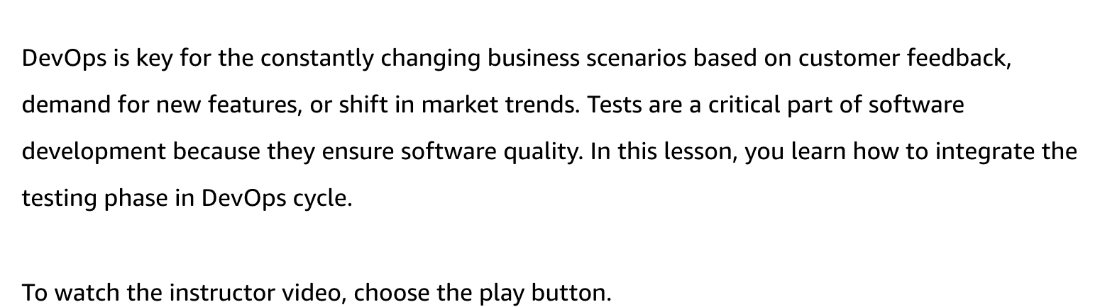 DevOps is key for the constantly changing business scenarios based on customer feedback,
demand for new features, or shift in market trends. Tests are a critical part of software
development because they ensure software quality. In this lesson, you learn how to integrate the
testing phase in DevOps cycle.
To watch the instructor video, choose the play button.